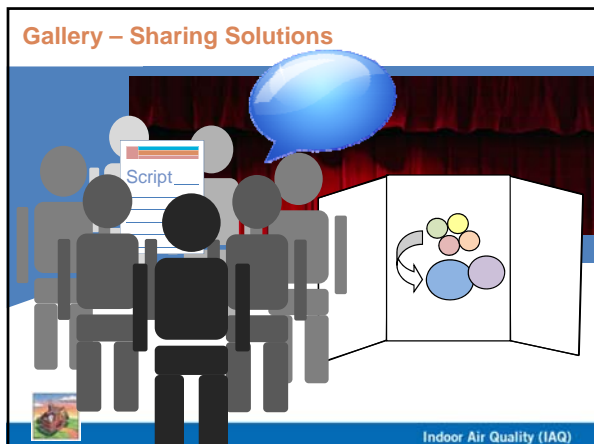 Gallery – Sharing Solutions
Script
Indoor Air Quality (IAQ)